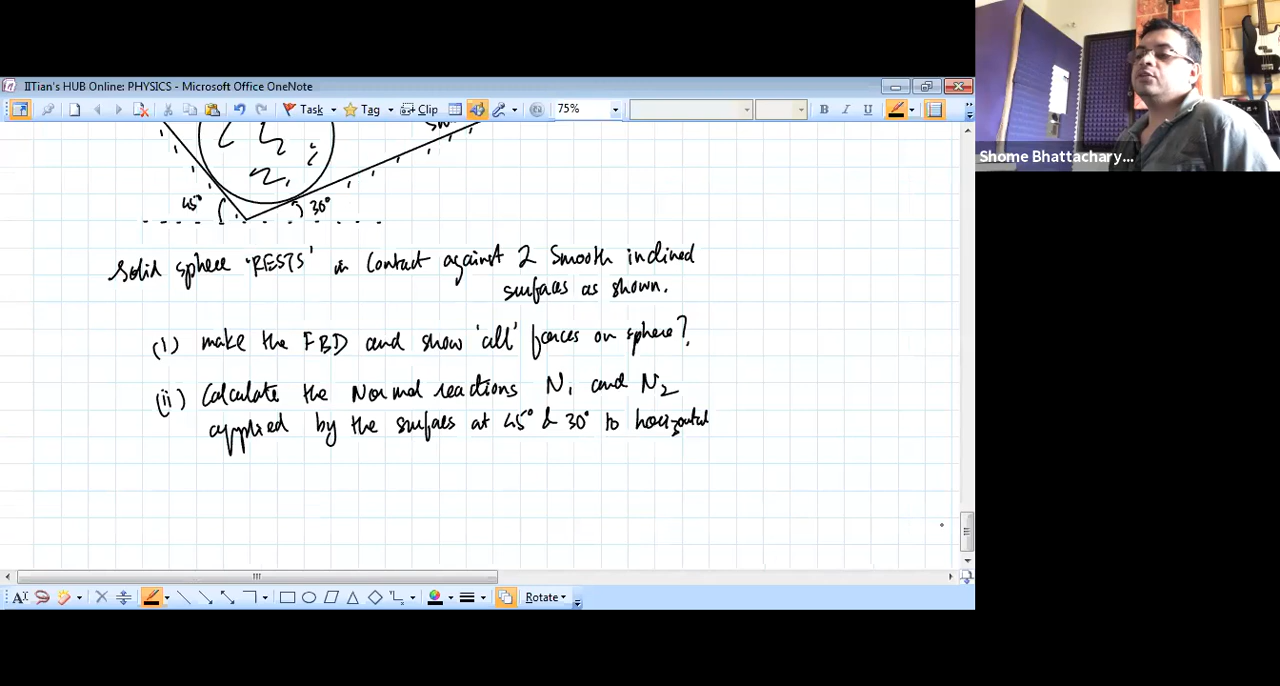 IITian's HUB Online: PHYSICS - Microsoft Office OneNote
Task Tag Clip 75% B I U
45° 30°
Solid sphere 'RESTS' in Contact against 2 Smooth inclined
surfaces as shown.
(i) make the FBD and show 'all' forces on sphere?
(ii) Calculate the Normal reactions N1 and N2
applied by the surfaces at 45° & 30° to horizontal
Rotate
Shome Bhattachary...